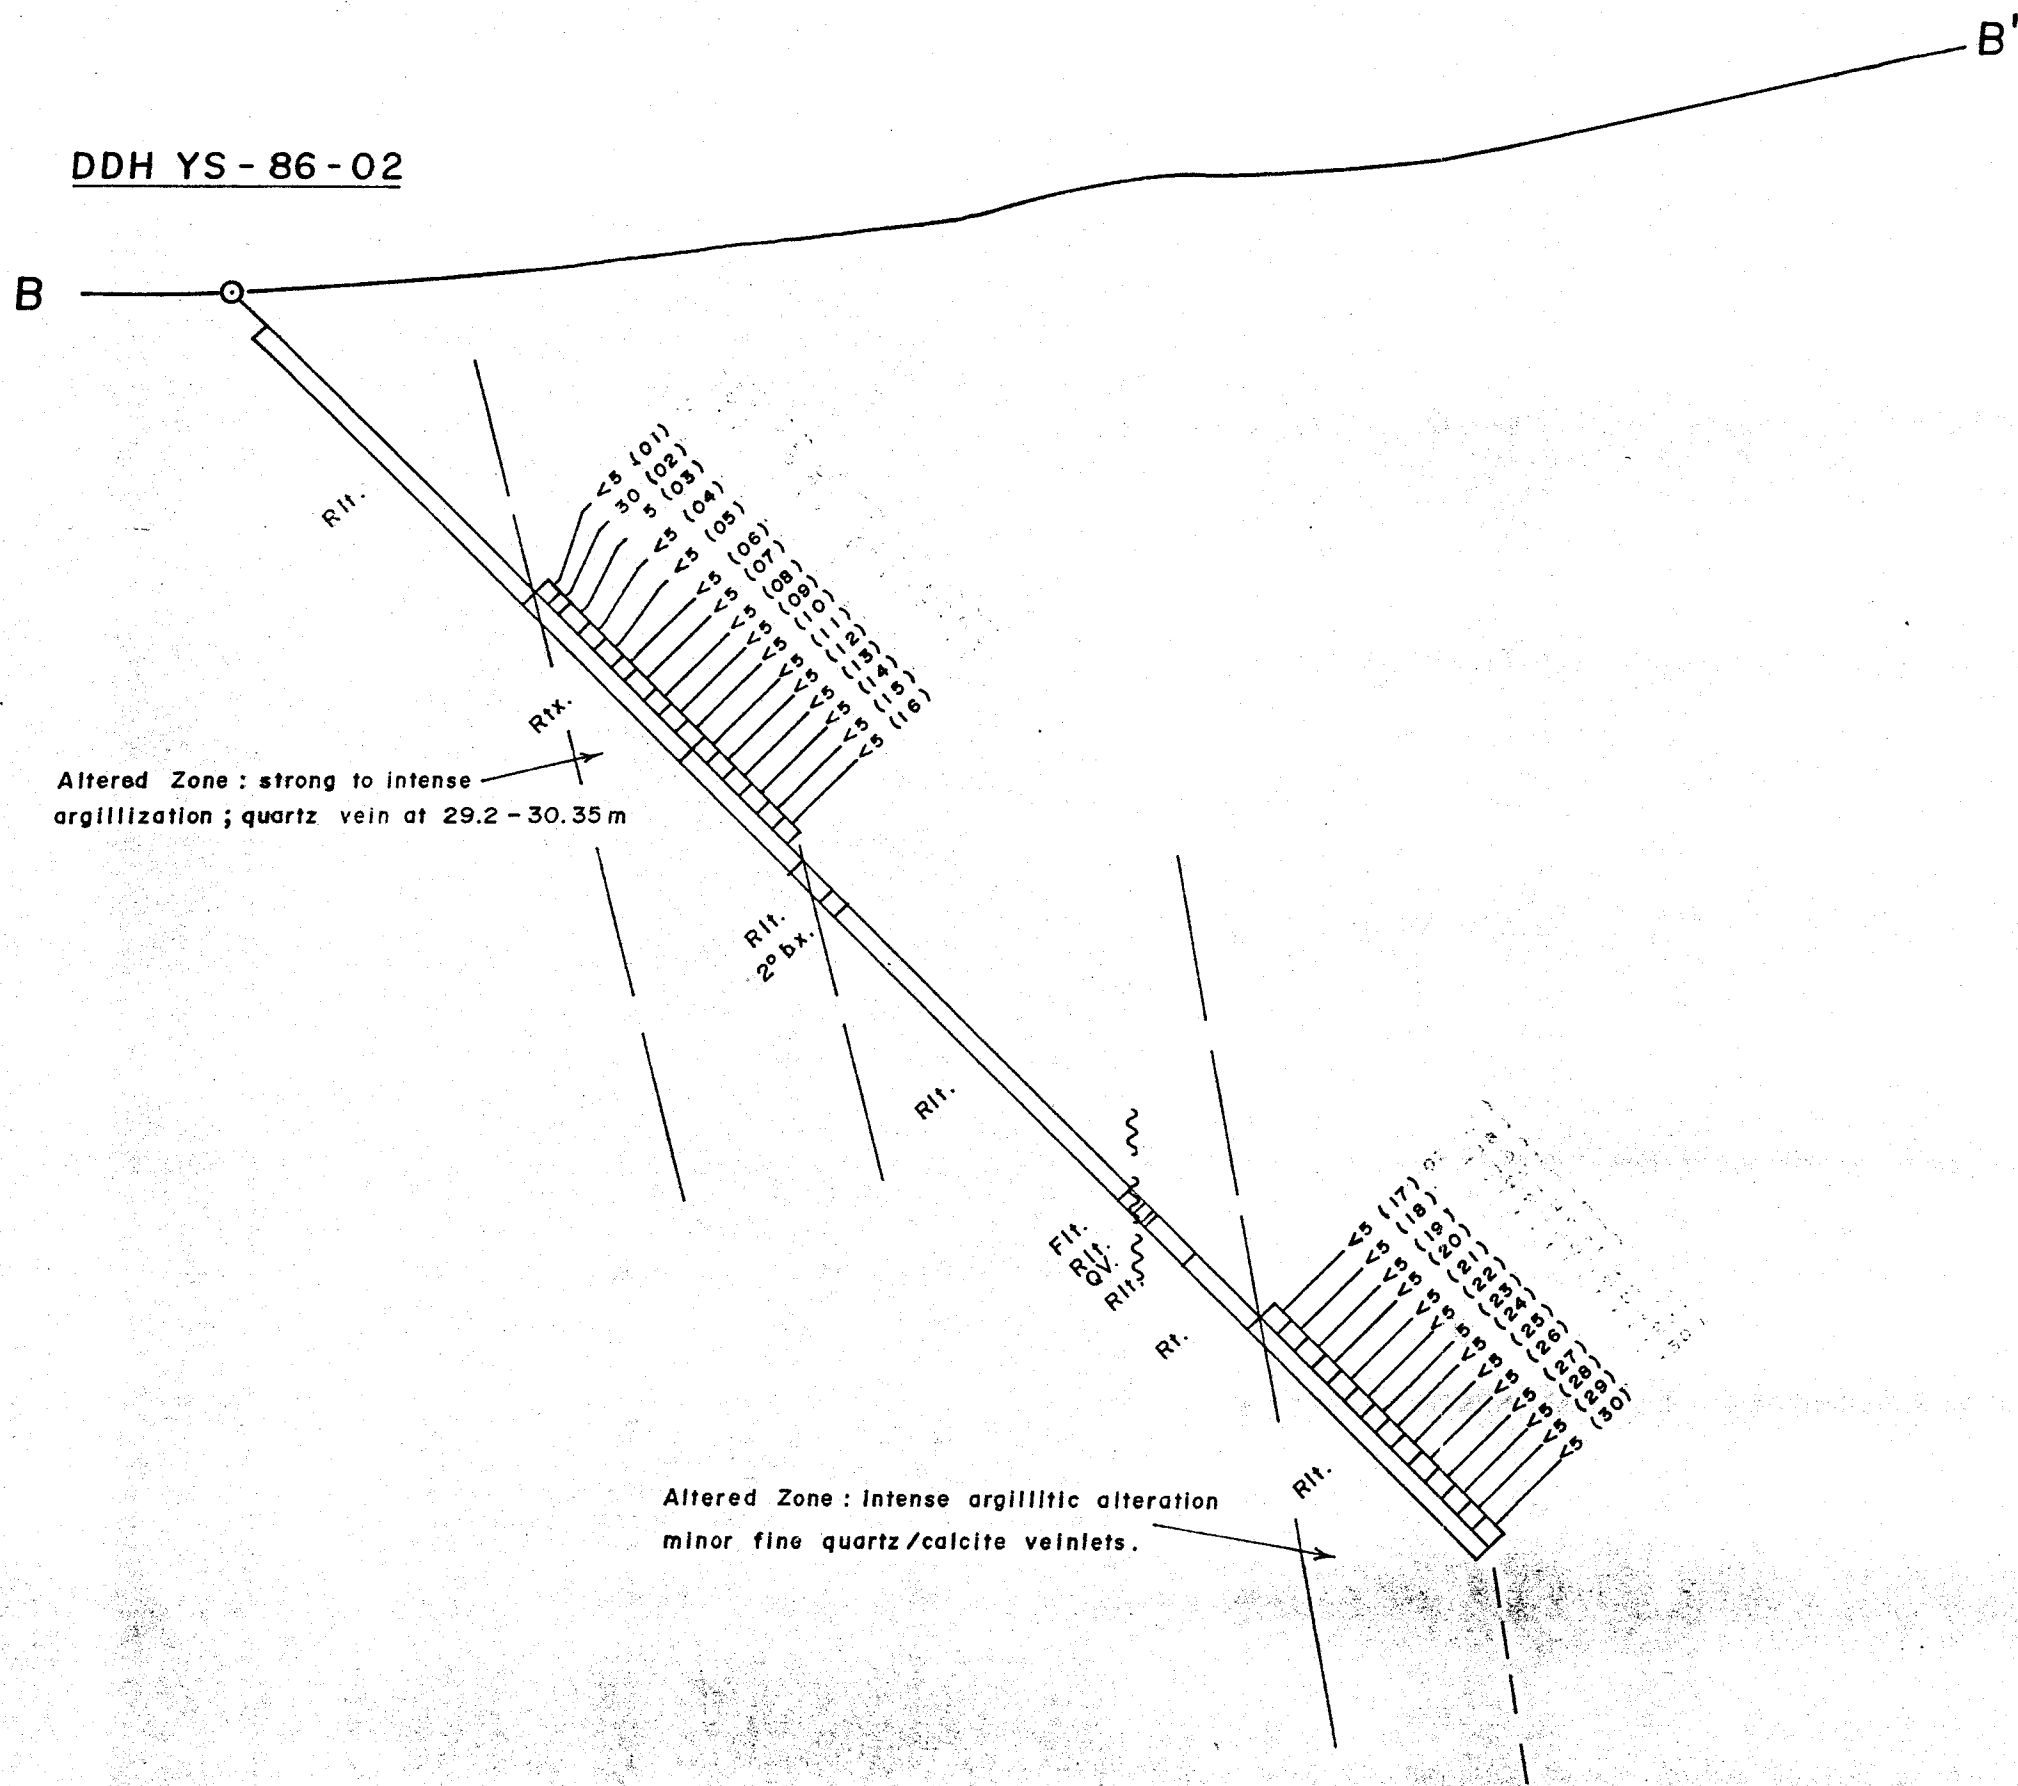 B'
DDH YS-86-02
B
Rlt.
<5 (01)
30 (02)
5 (03)
<5 (04)
<5 (05)
<5 (06)
<5 (07)
<5 (08)
<5 (09)
<5 (10)
<5 (11)
<5 (12)
<5 (13)
<5 (14)
<5 (15)
<5 (16)
Rtx.
Altered Zone : strong to intense
argillization ; quartz vein at 29.2 - 30.35 m
Rlt.
2° bx.
Rlt.
Flt.
Rlt.
QV.
Rlt.
Rt.
<5 (17)
<5 (18)
<5 (19)
<5 (20)
<5 (21)
<5 (22)
<5 (23)
<5 (24)
<5 (25)
<5 (26)
<5 (27)
<5 (28)
<5 (29)
<5 (30)
Rlt.
Altered Zone : intense argillitic alteration
minor fine quartz/calcite veinlets.